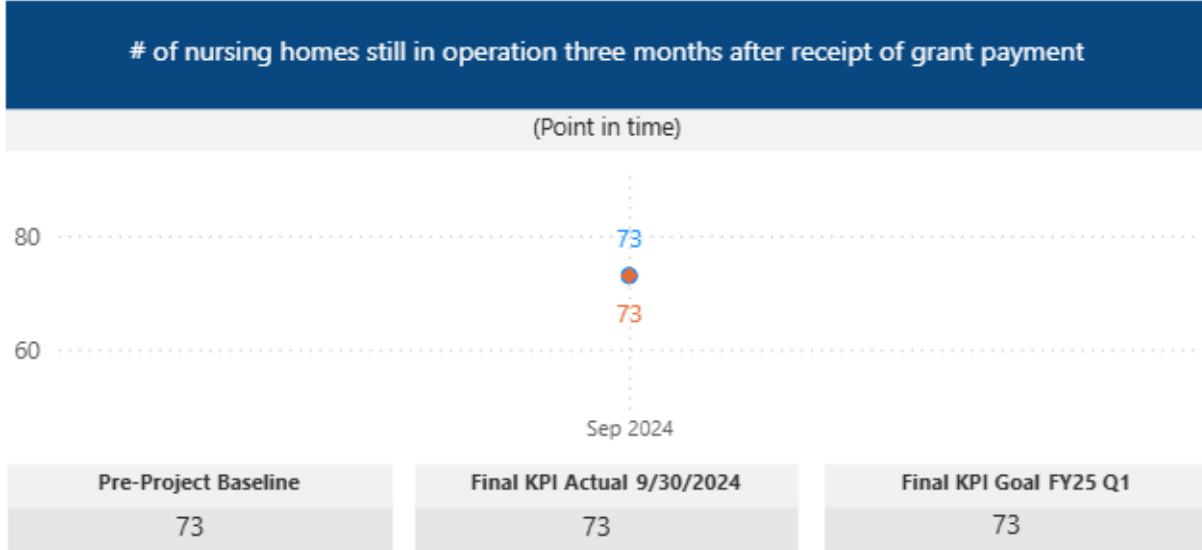 # of nursing homes still in operation three months after receipt of grant payment
(Point in time)
80
73
73
60
Sep 2024
Pre-Project Baseline
Final KPI Actual 9/30/2024
Final KPI Goal FY25 Q1
73
73
73